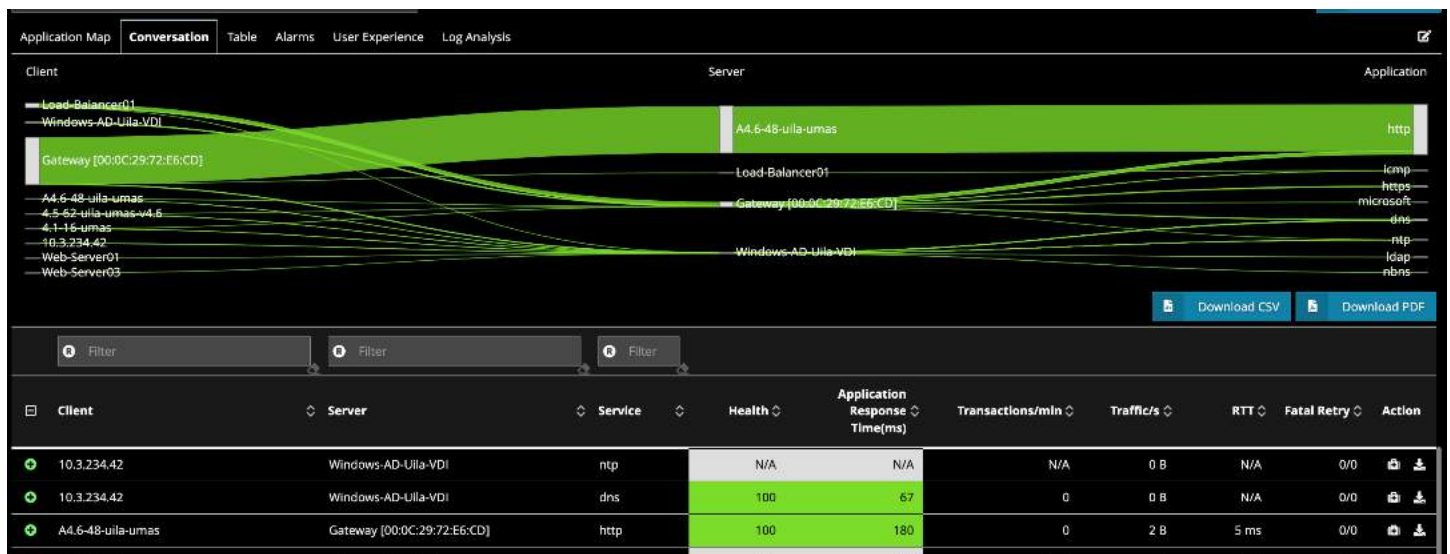 Application Map Conversation Table Alarms User Experience Log Analysis
Client Server Application
Load-Balancer01
Windows-AD-Uila-VDI
A4.6-48-uila-umas http
Gateway [00:0C:29:72:E6:CD]
Load-Balancer01 icmp
https
A4.6-48-uila-umas microsoft
4.5-62-uila-umas-v4.6 Gateway [00:0C:29:72:E6:CD] dns
4.1-16-umas
10.3.234.42 ntp
Web-Server01 Windows-AD-Uila-VDI ldap
Web-Server03 nbns
Download CSV Download PDF
R Filter R Filter R Filter
Client Server Service Health Application Response Time(ms) Transactions/min Traffic/s RTT Fatal Retry Action
10.3.234.42 Windows-AD-Uila-VDI ntp N/A N/A N/A 0 B N/A 0/0
10.3.234.42 Windows-AD-Uila-VDI dns 100 67 0 0 B N/A 0/0
A4.6-48-uila-umas Gateway [00:0C:29:72:E6:CD] http 100 180 0 2 B 5 ms 0/0